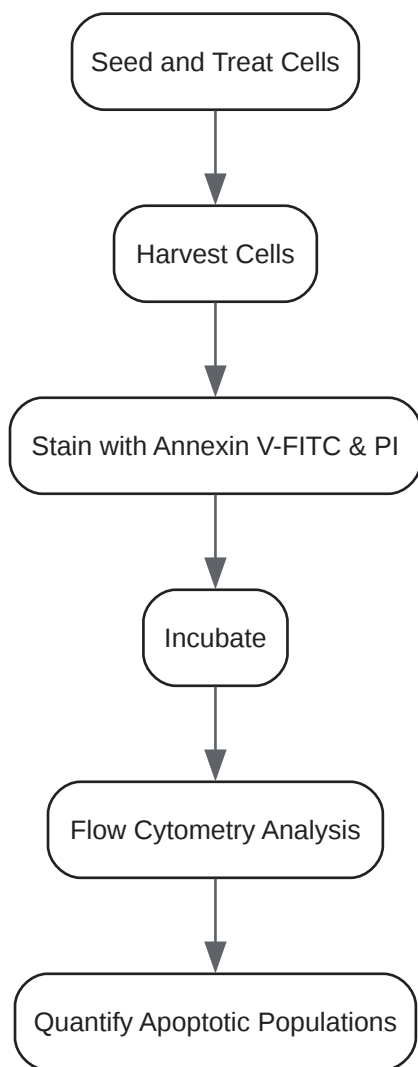 Seed and Treat Cells
Harvest Cells
Stain with Annexin V-FITC & PI
Incubate
Flow Cytometry Analysis
Quantify Apoptotic Populations